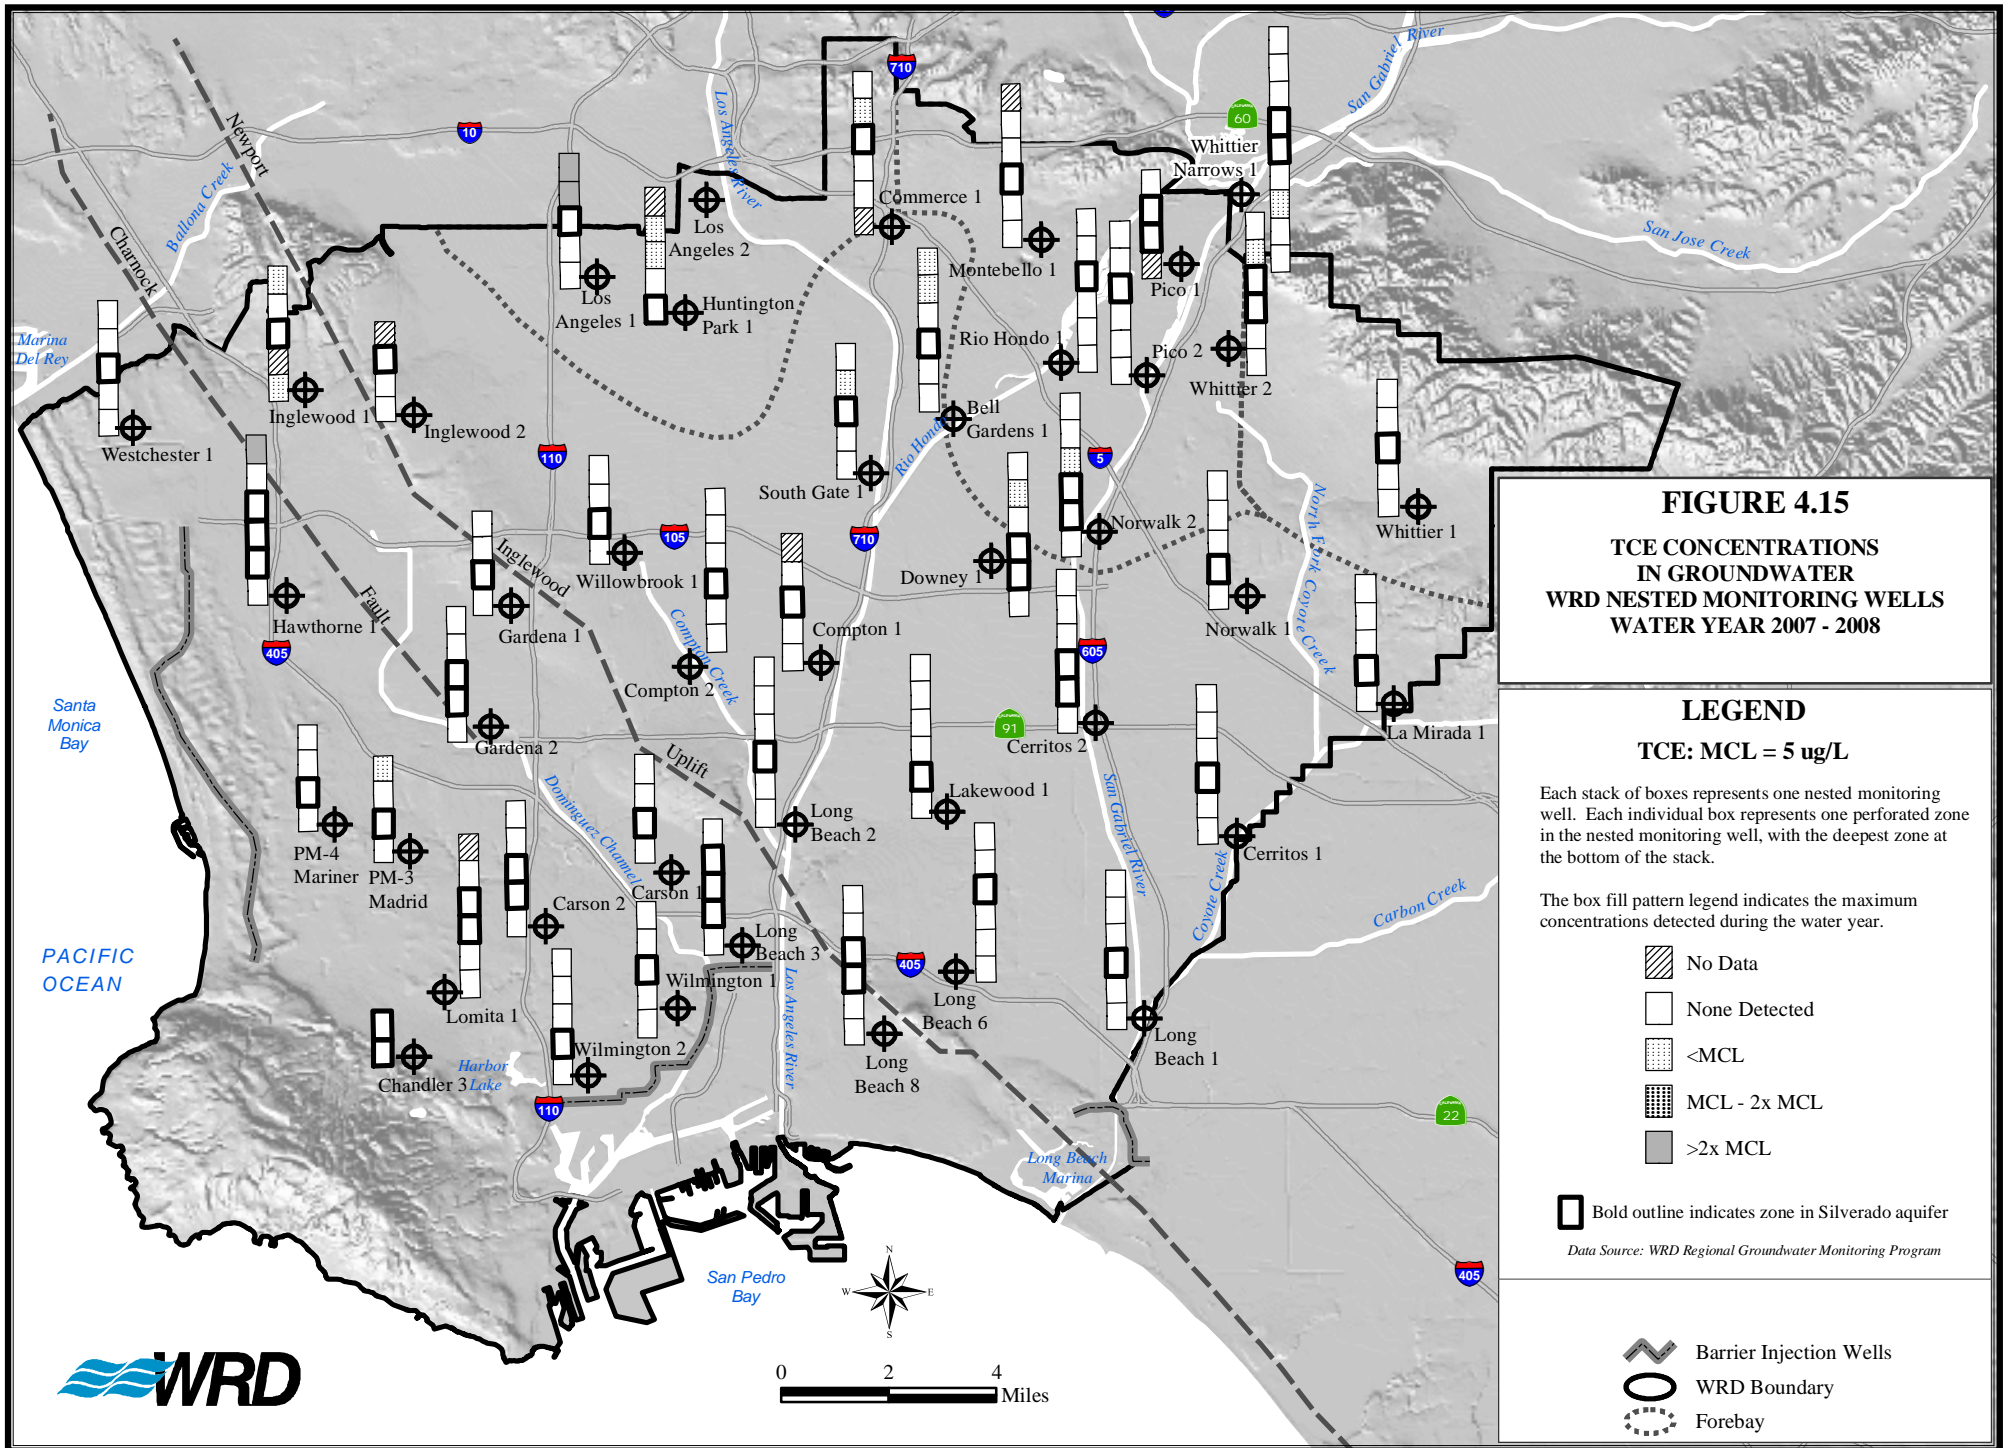 710
San Gabriel River
60
Whittier
Narrows 1
10
Newport
Los Angeles River
Ballona Creek
Commerce 1
Los
Angeles 2
San Jose Creek
Charnock
Montebello 1
Pico 1
Los
Angeles 1
Huntington
Park 1
Marina
Del Rey
Rio Hondo 1
Pico 2
Whittier 2
Inglewood 1
Inglewood 2
Bell
Gardens 1
Westchester 1
Rio Hondo
110
5
South Gate 1
North Fork Coyote Creek
Whittier 1
Norwalk 2
105
710
Inglewood
Willowbrook 1
Downey 1
Fault
Hawthorne 1
Gardena 1
Compton 1
Norwalk 1
405
Compton Creek
605
Compton 2
Santa
Monica
Bay
91
Gardena 2
Cerritos 2
La Mirada 1
Uplift
Dominguez Channel
Lakewood 1
San Gabriel River
Long
Beach 2
PM-4
Mariner
PM-3
Madrid
Cerritos 1
Carson 1
Carson 2
Coyote Creek
Carbon Creek
Long
Beach 3
PACIFIC
OCEAN
405
Wilmington 1
Los Angeles River
Long
Beach 6
Lomita 1
Long
Beach 1
Wilmington 2
Long
Beach 8
Harbor
Lake
Chandler 3
110
22
Long Beach
Marina
405
San Pedro
Bay
N
W
E
S
WRD
0
2
4
Miles
FIGURE 4.15
TCE CONCENTRATIONS
IN GROUNDWATER
WRD NESTED MONITORING WELLS
WATER YEAR 2007 - 2008
LEGEND
TCE: MCL = 5 ug/L
Each stack of boxes represents one nested monitoring
well. Each individual box represents one perforated zone
in the nested monitoring well, with the deepest zone at
the bottom of the stack.
The box fill pattern legend indicates the maximum
concentrations detected during the water year.
No Data
None Detected
<MCL
MCL - 2x MCL
>2x MCL
Bold outline indicates zone in Silverado aquifer
Data Source: WRD Regional Groundwater Monitoring Program
Barrier Injection Wells
WRD Boundary
Forebay